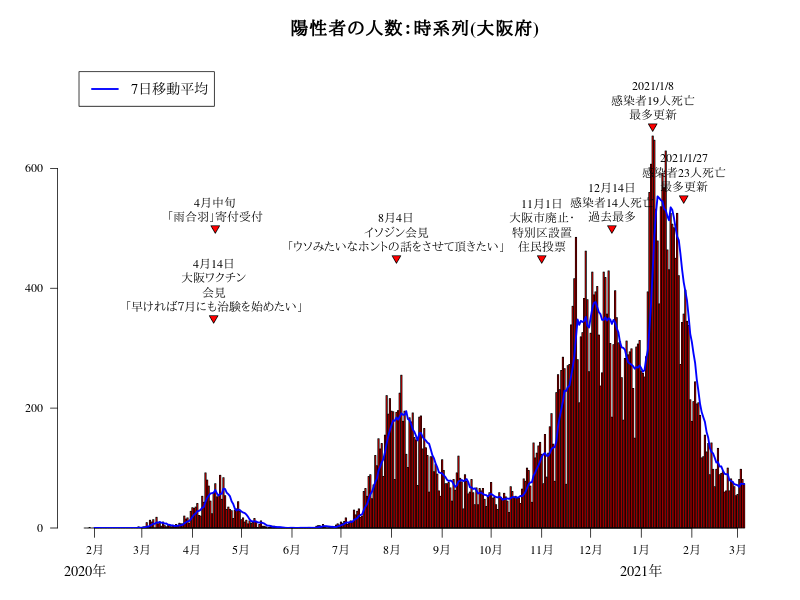 陽性者の人数：時系列(大阪府)
7日移動平均
2021/1/8
感染者19人死亡
最多更新
2021/1/27
感染者23人死亡
最多更新
12月14日
感染者14人死亡
過去最多
11月1日
大阪市廃止・
特別区設置
住民投票
8月4日
イソジン会見
「ウソみたいなホントの話をさせて頂きたい」
4月中旬
「雨合羽」寄付受付
4月14日
大阪ワクチン
会見
「早ければ7月にも治験を始めたい」
600
400
200
0
2月 3月 4月 5月 6月 7月 8月 9月 10月 11月 12月 1月 2月 3月
2020年 2021年